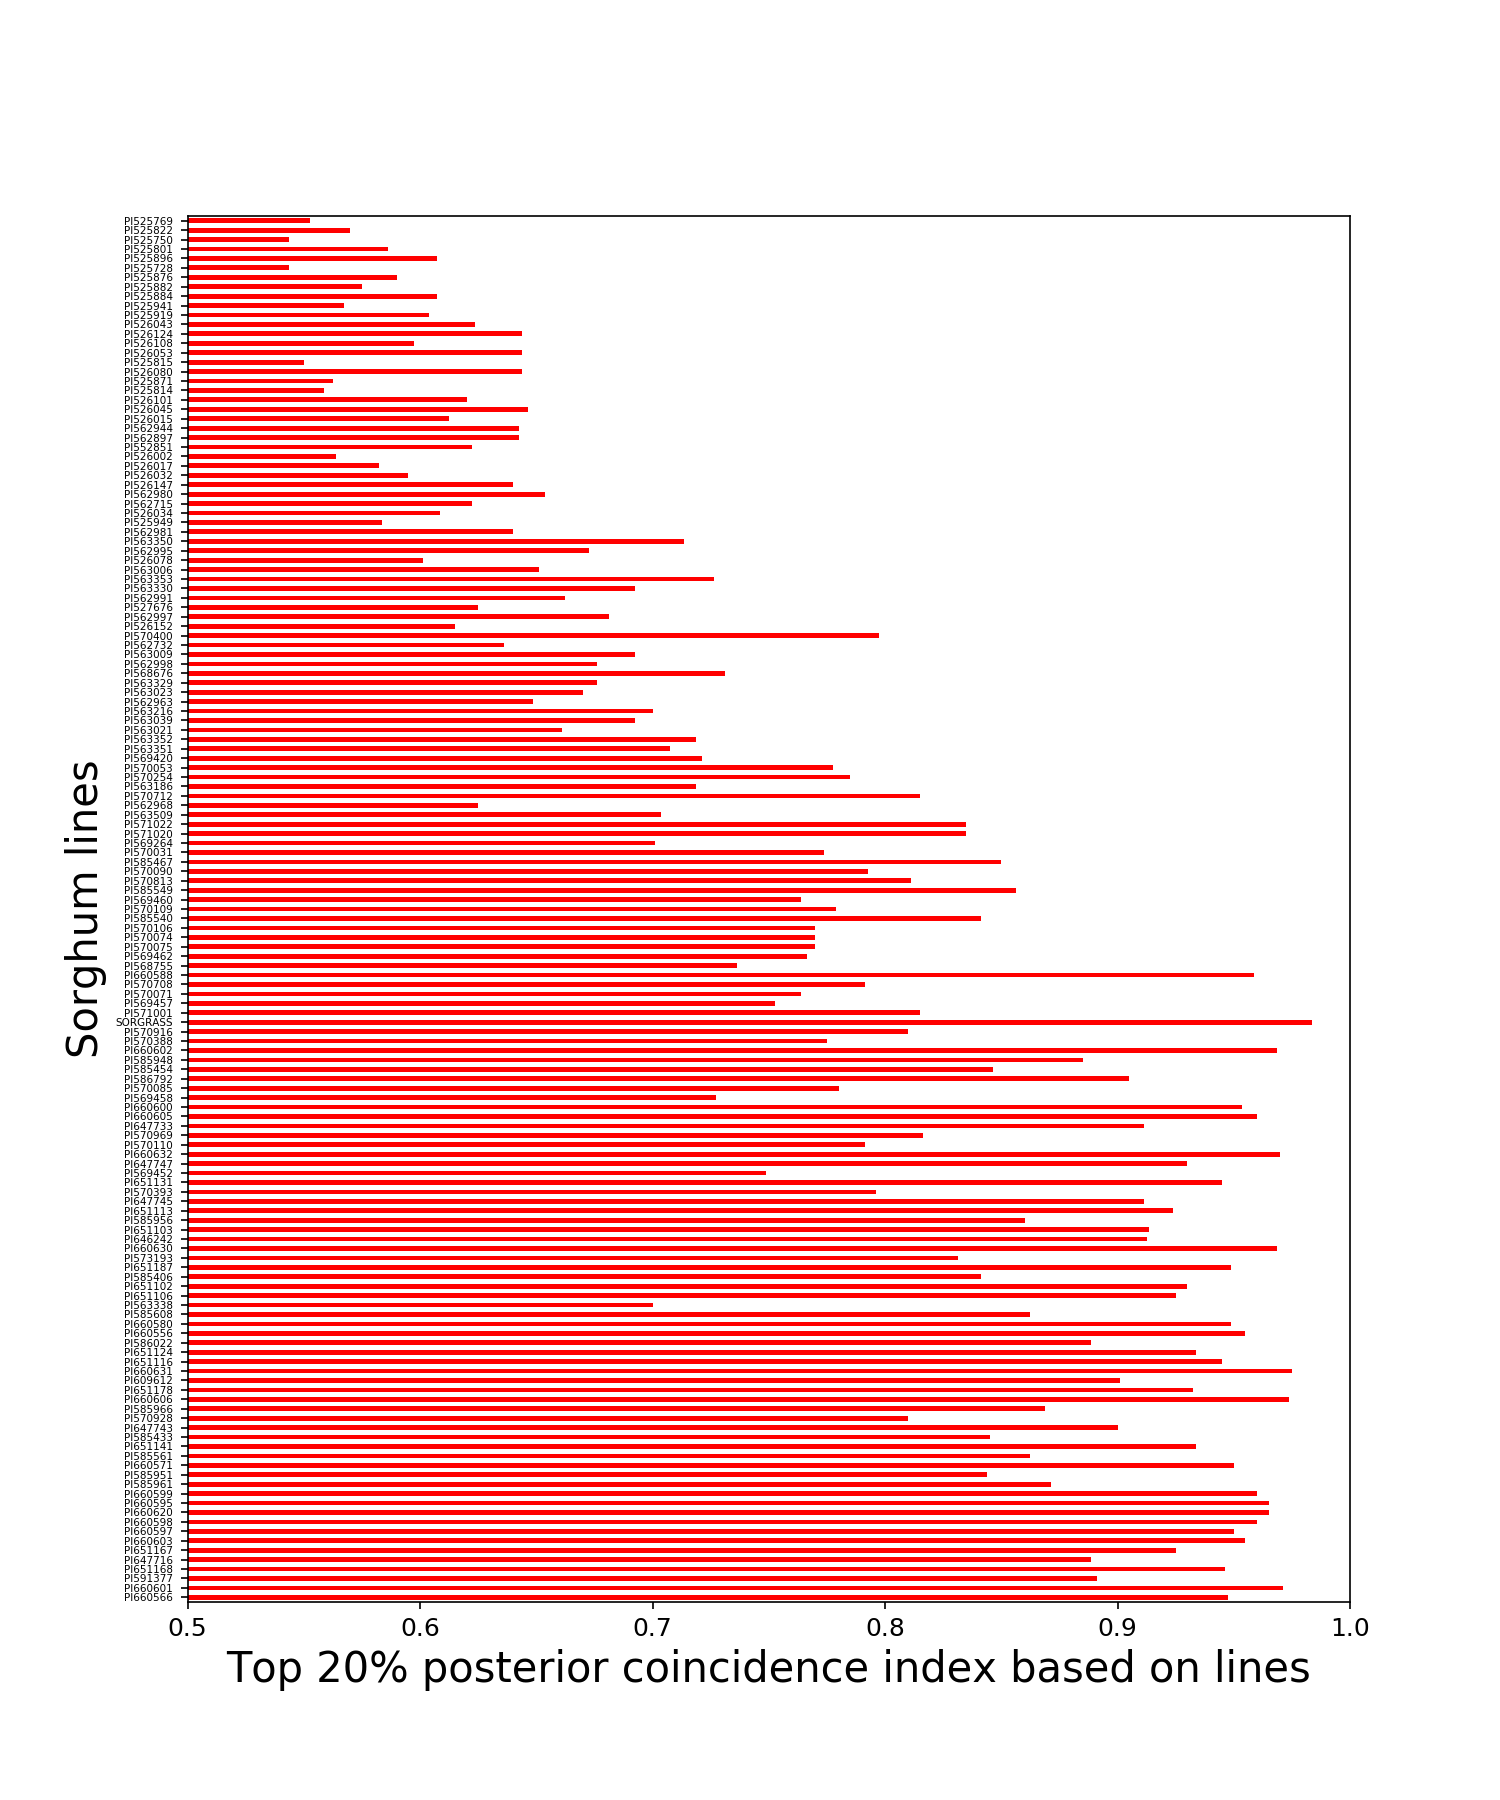 PI525769
PI525822
PI525750
PI525801
PI525896
PI525728
PI525876
PI525882
PI525884
PI525941
PI525919
PI526043
PI526124
PI526108
PI526053
PI525815
PI526080
PI525871
PI525814
PI526101
PI526045
PI526015
PI562944
PI562897
PI552851
PI526002
PI526017
PI526032
PI526147
PI562980
PI562715
PI526034
PI525949
PI562981
PI563350
PI562995
PI526078
PI563006
PI563353
PI563330
PI562991
PI527676
PI562997
PI526152
PI570400
PI562732
PI563009
PI562998
PI568676
PI563329
PI563023
PI562963
PI563216
PI563039
PI563021
PI563352
PI563351
PI569420
PI570053
PI570254
PI563186
PI570712
PI562968
PI563509
PI571022
PI571020
PI569264
PI570031
PI585467
PI570090
PI570813
PI585549
PI569460
PI570109
PI585540
PI570106
PI570074
PI570075
PI569462
PI568755
PI660588
PI570708
PI570071
PI569457
PI571001
SORGRASS
PI570916
PI570388
PI660602
PI585948
PI585454
PI586792
PI570085
PI569458
PI660600
PI660605
PI647733
PI570969
PI570110
PI660632
PI647747
PI569452
PI651131
PI570393
PI647745
PI651113
PI585956
PI651103
PI646242
PI660630
PI573193
PI651187
PI585406
PI651102
PI651106
PI563338
PI585608
PI660580
PI660556
PI586022
PI651124
PI651116
PI660631
PI609612
PI651178
PI660606
PI585966
PI570928
PI647743
PI585433
PI651141
PI585561
PI660571
PI585951
PI585961
PI660599
PI660595
PI660620
PI660598
PI660597
PI660603
PI651167
PI647716
PI651168
PI591377
PI660601
PI660566
Sorghum lines
0.5 0.6 0.7 0.8 0.9 1.0
Top 20% posterior coincidence index based on lines